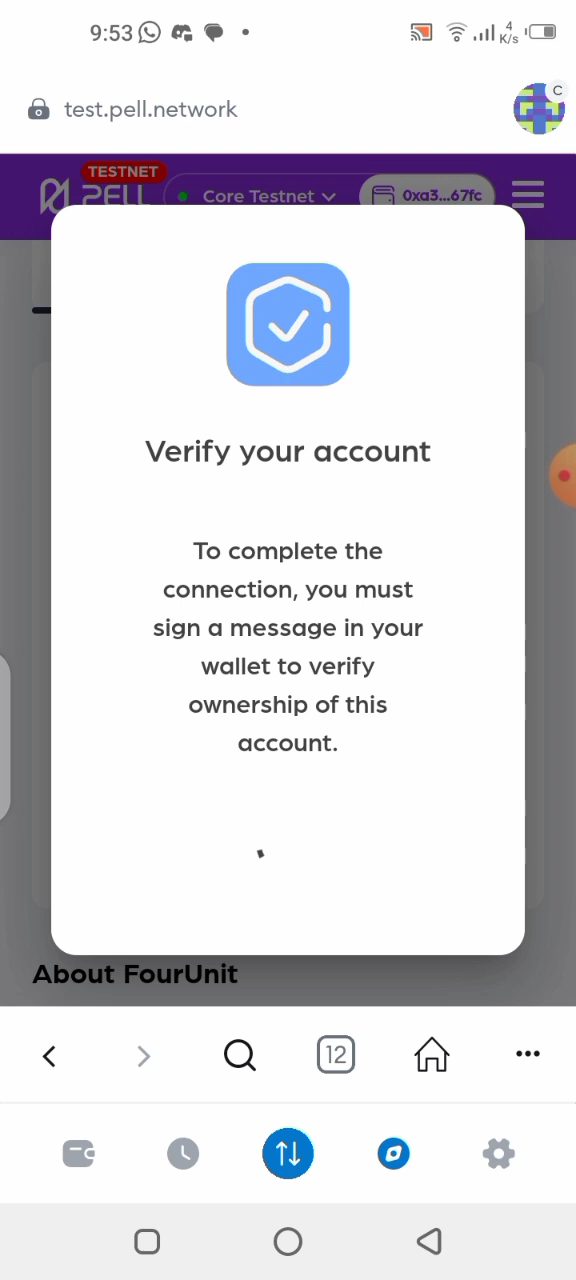 9:53
4
K/s
test.pell.network
C
TESTNET
PELL
Core Testnet
0xa3...67fc
Verify your account
To complete the
connection, you must
sign a message in your
wallet to verify
ownership of this
account.
About FourUnit
12